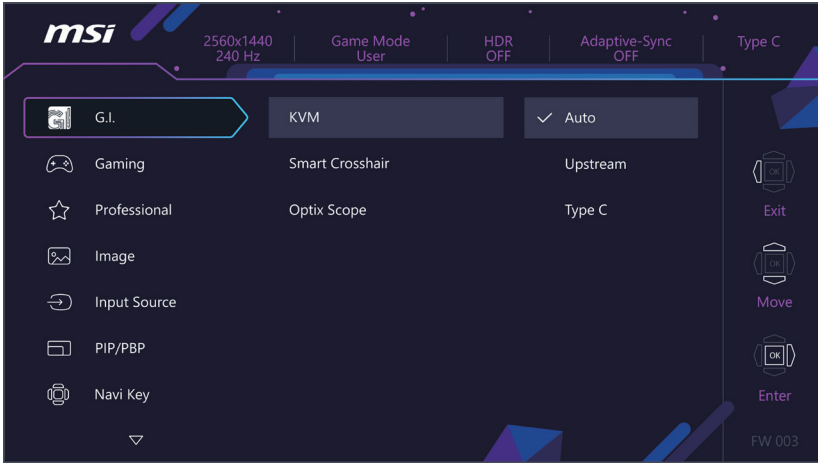 msi
2560x1440
240 Hz
Game Mode
User
HDR
OFF
Adaptive-Sync
OFF
Type C
G.I.
KVM
Auto
Gaming
Smart Crosshair
Upstream
Professional
Optix Scope
Type C
Exit
Image
Input Source
Move
PIP/PBP
OK
Navi Key
Enter
FW 003